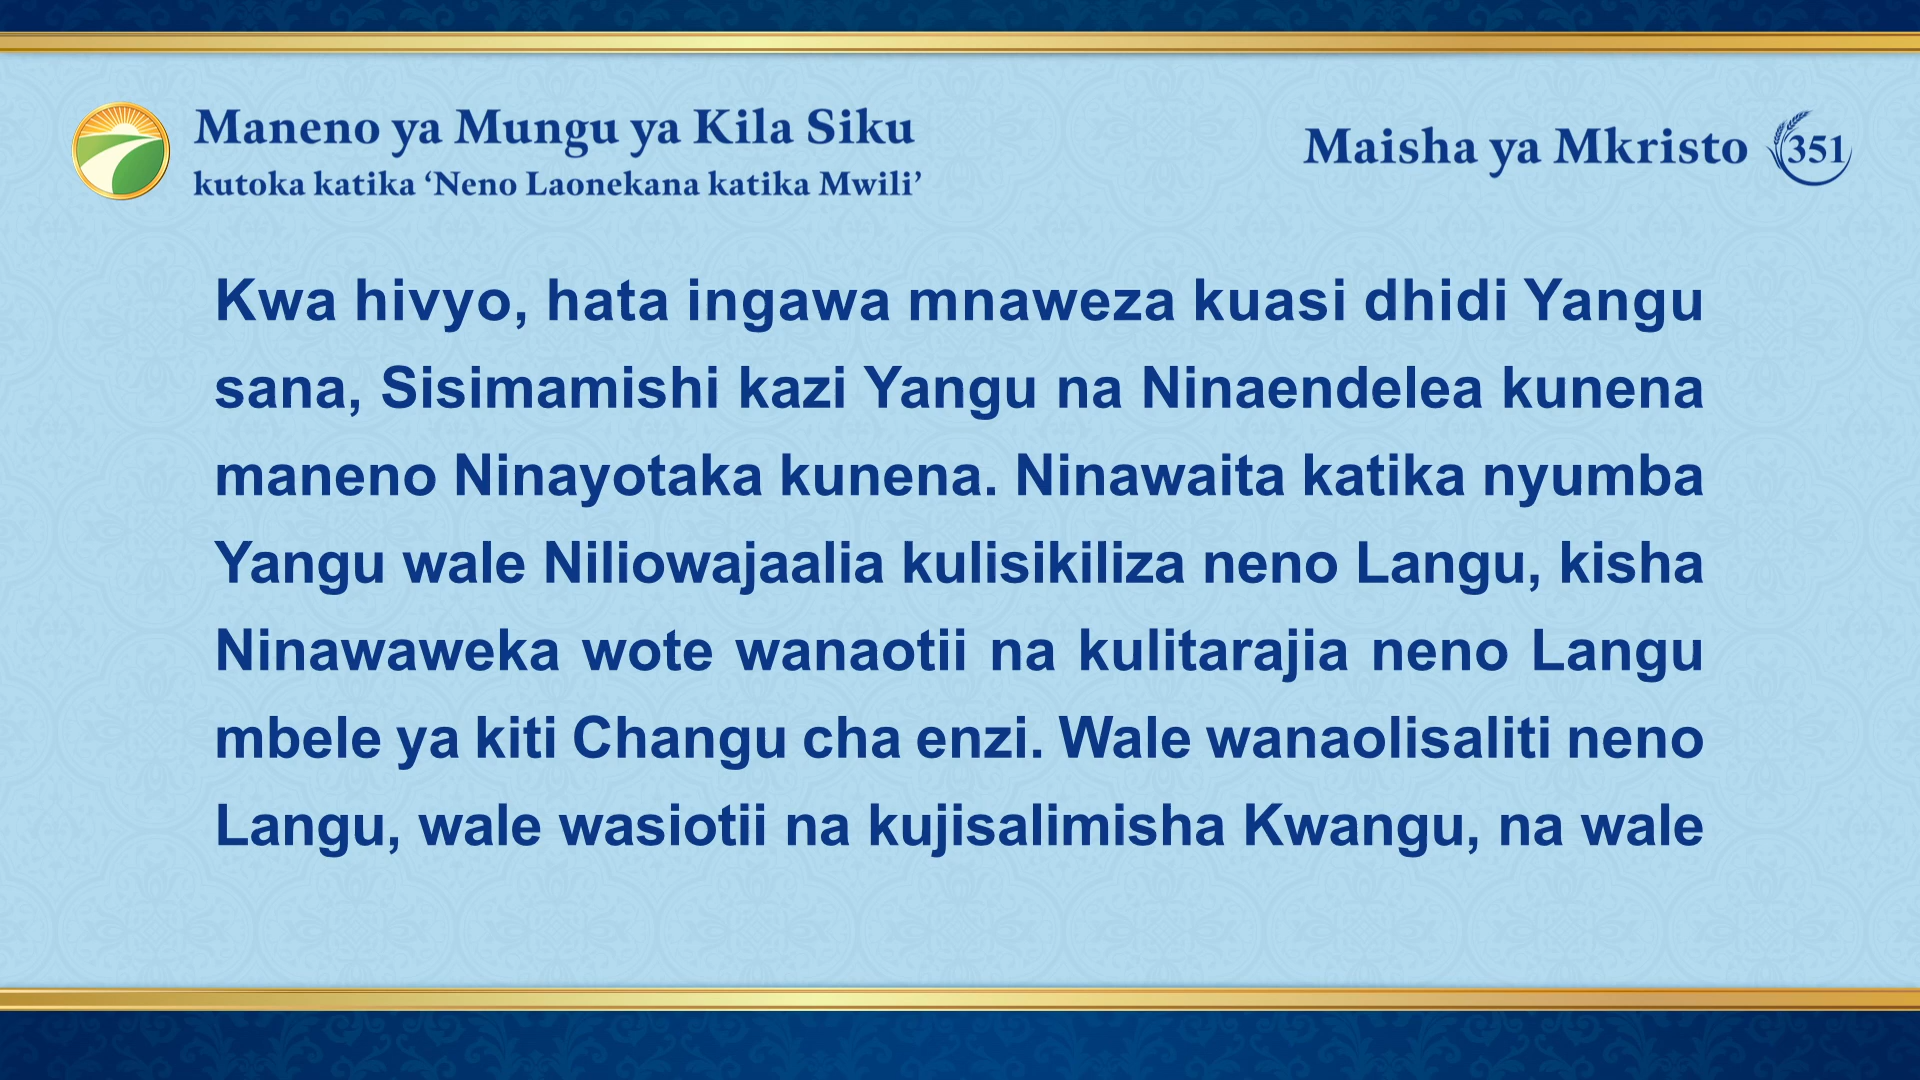 Maneno ya Mungu ya Kila Siku
kutoka katika ‘Neno Laonekana katika Mwili’
Maisha ya Mkristo 351
Kwa hivyo, hata ingawa mnaweza kuasi dhidi Yangu
sana, Sisimamishi kazi Yangu na Ninaendelea kunena
maneno Ninayotaka kunena. Ninawaita katika nyumba
Yangu wale Niliowajaalia kulisikiliza neno Langu, kisha
Ninawaweka wote wanaotii na kulitarajia neno Langu
mbele ya kiti Changu cha enzi. Wale wanaolisaliti neno
Langu, wale wasiotii na kujisalimisha Kwangu, na wale